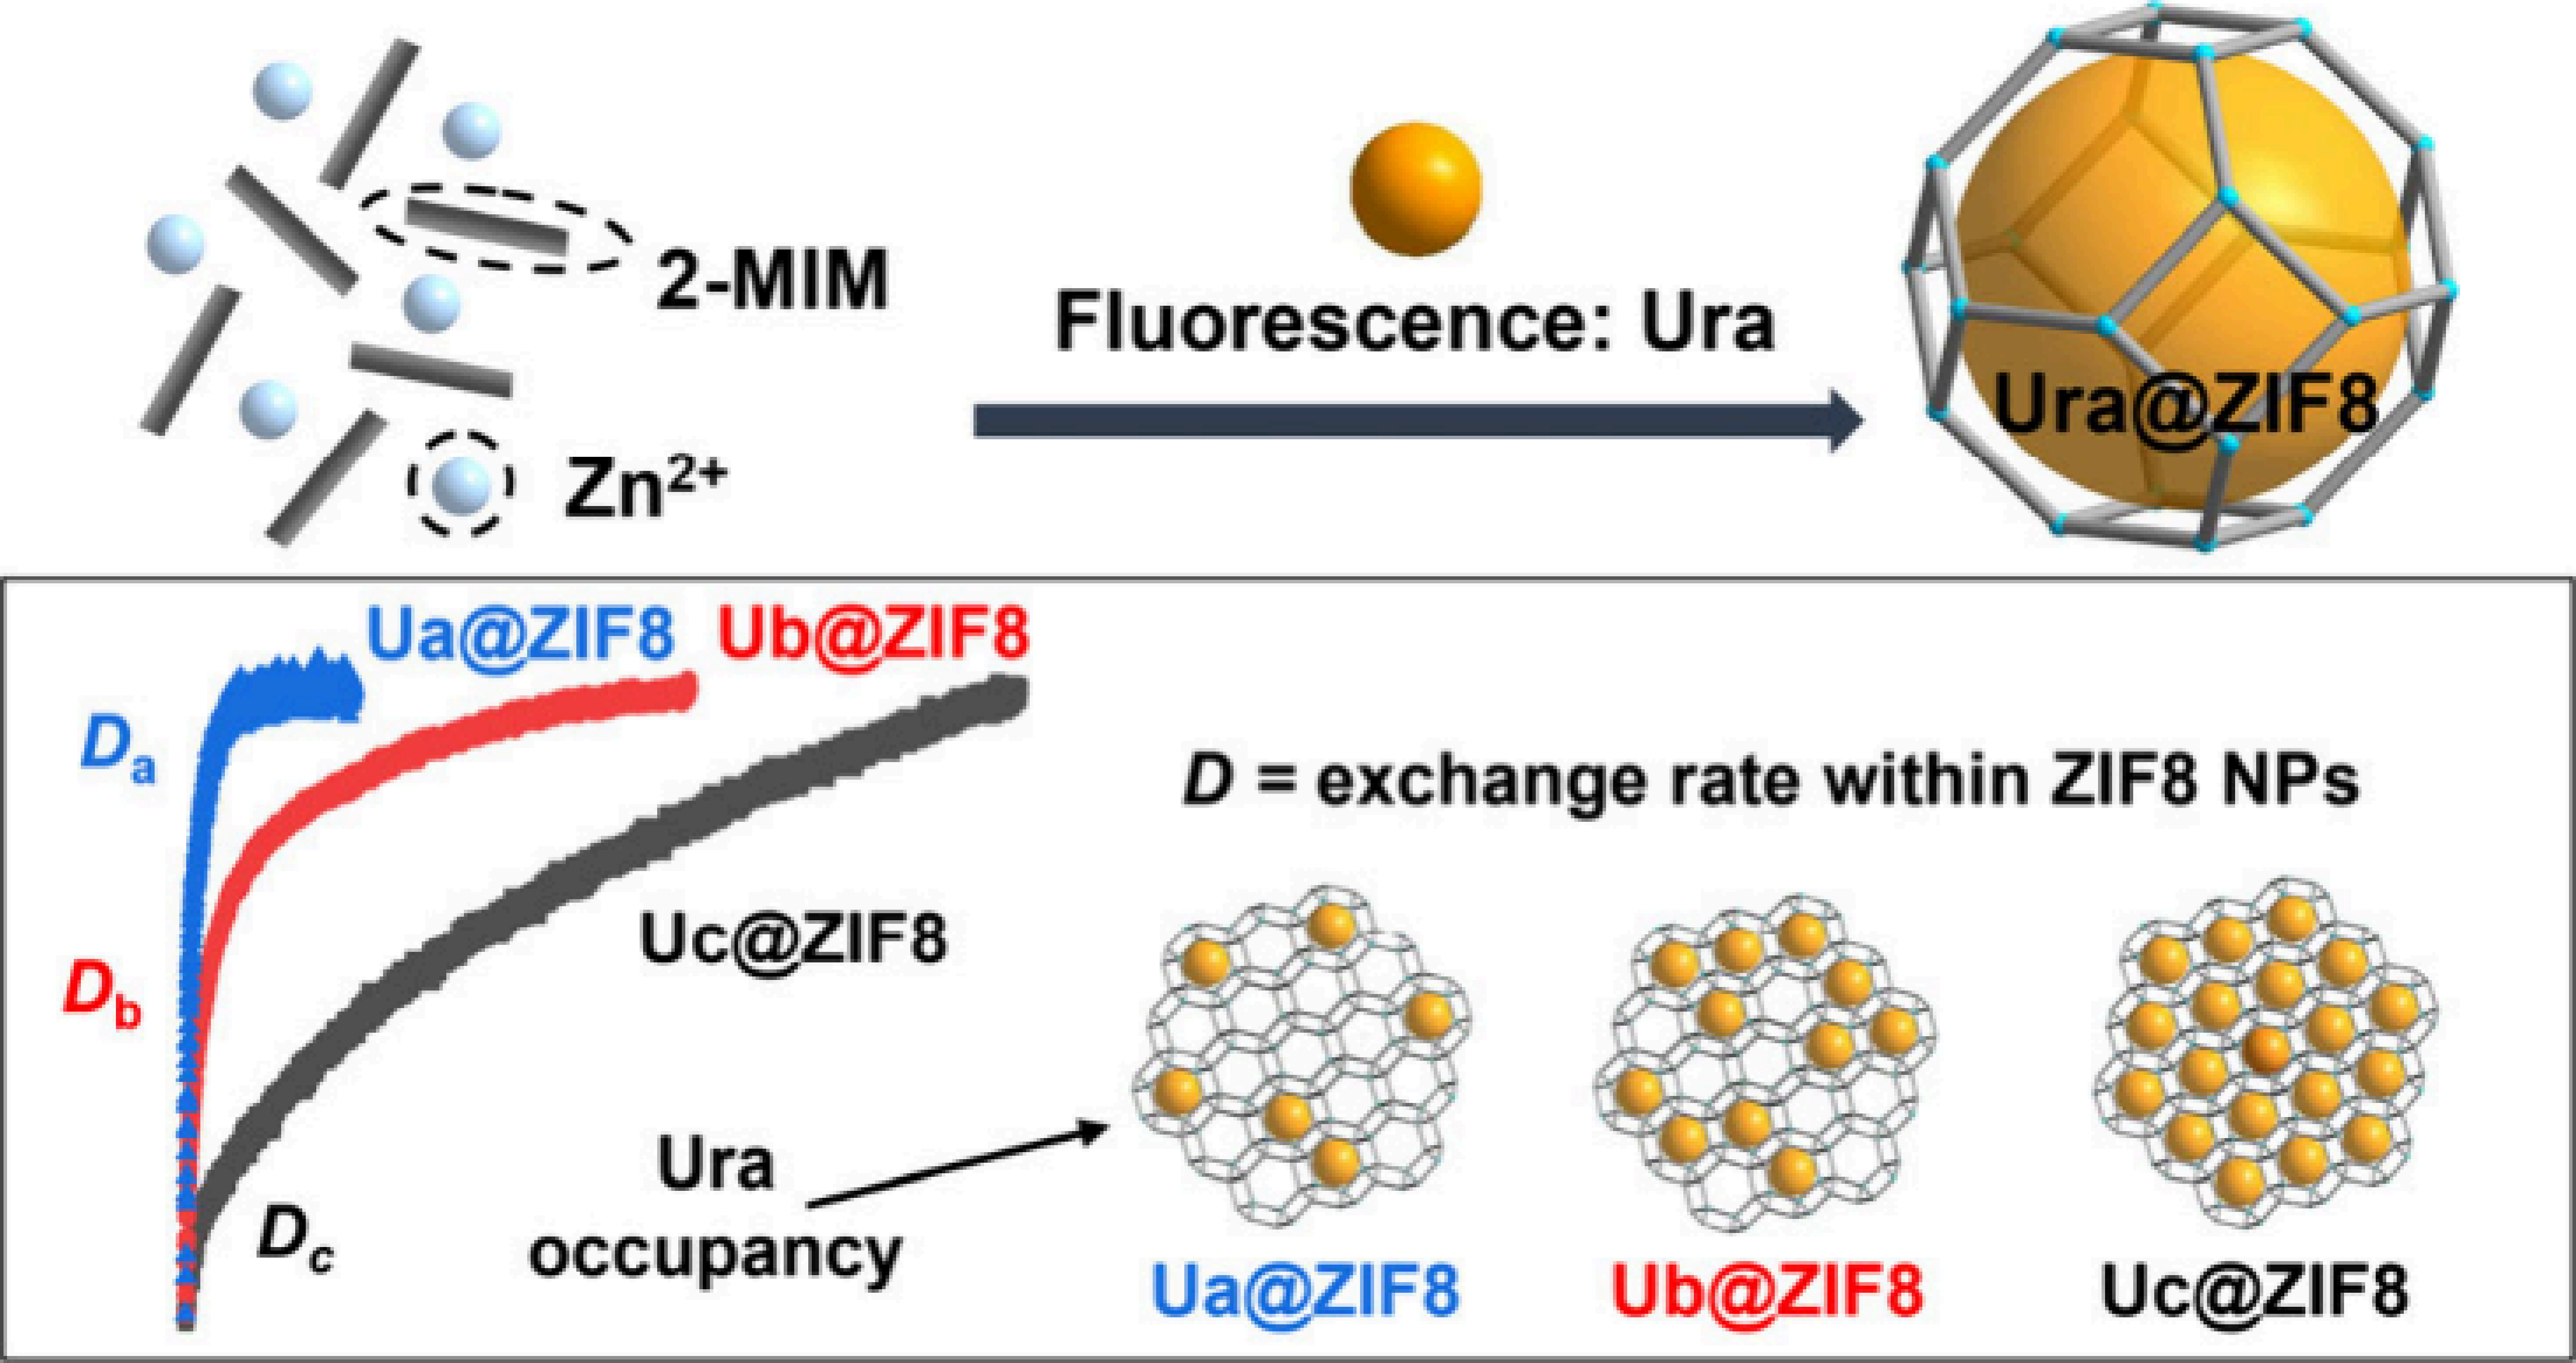 2-MIM
Fluorescence: Ura
Zn²⁺
Ura@ZIF8
Ua@ZIF8
Ub@ZIF8
Da
D = exchange rate within ZIF8 NPs
Uc@ZIF8
Db
Dc
Ura
occupancy
Ua@ZIF8
Ub@ZIF8
Uc@ZIF8